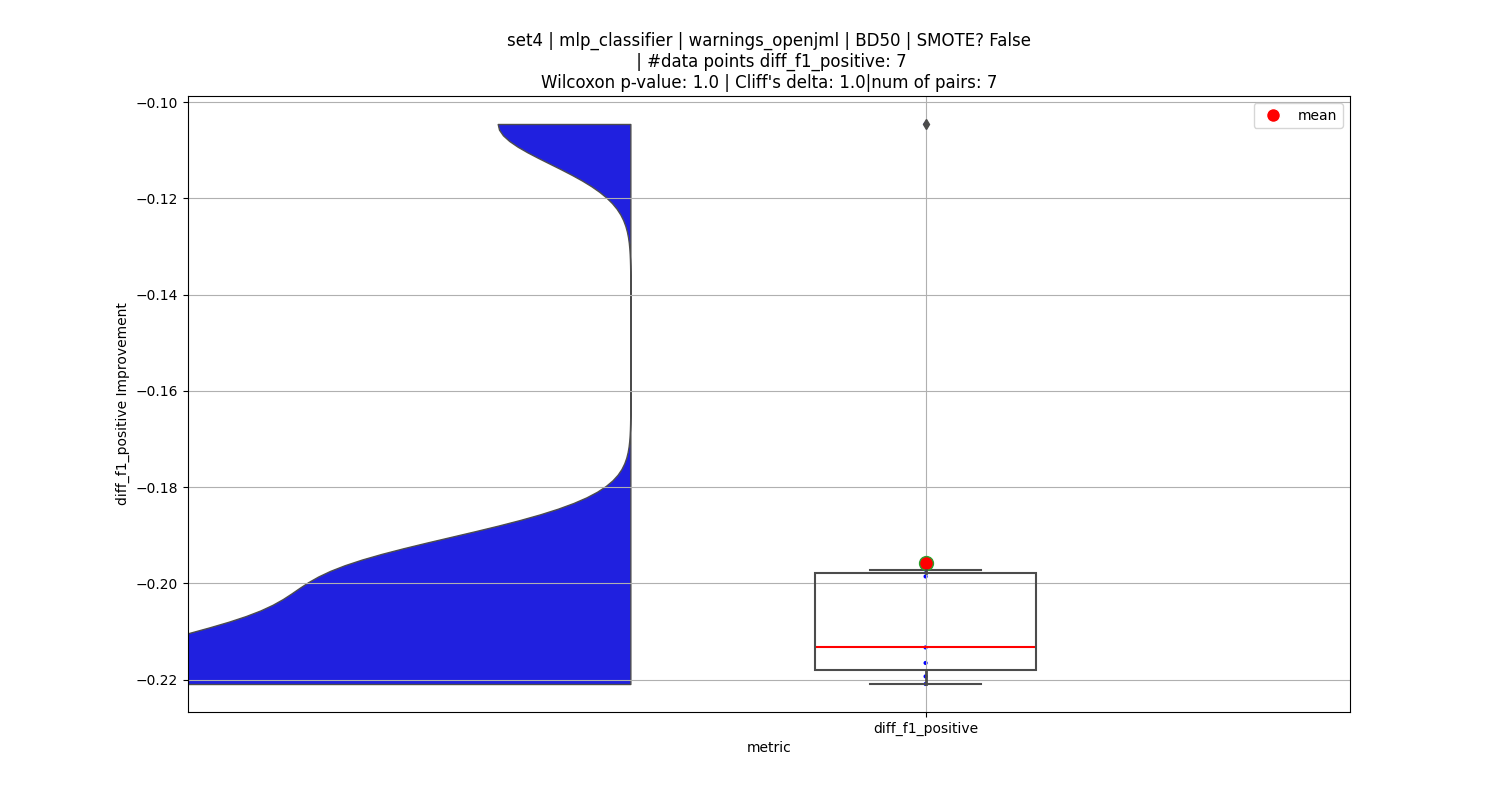 set4 | mlp_classifier | warnings_openjml | BD50 | SMOTE? False
| #data points diff_f1_positive: 7
Wilcoxon p-value: 1.0 | Cliff's delta: 1.0|num of pairs: 7
mean
−0.10
−0.12
−0.14
−0.16
−0.18
−0.20
−0.22
diff_f1_positive Improvement
diff_f1_positive
metric